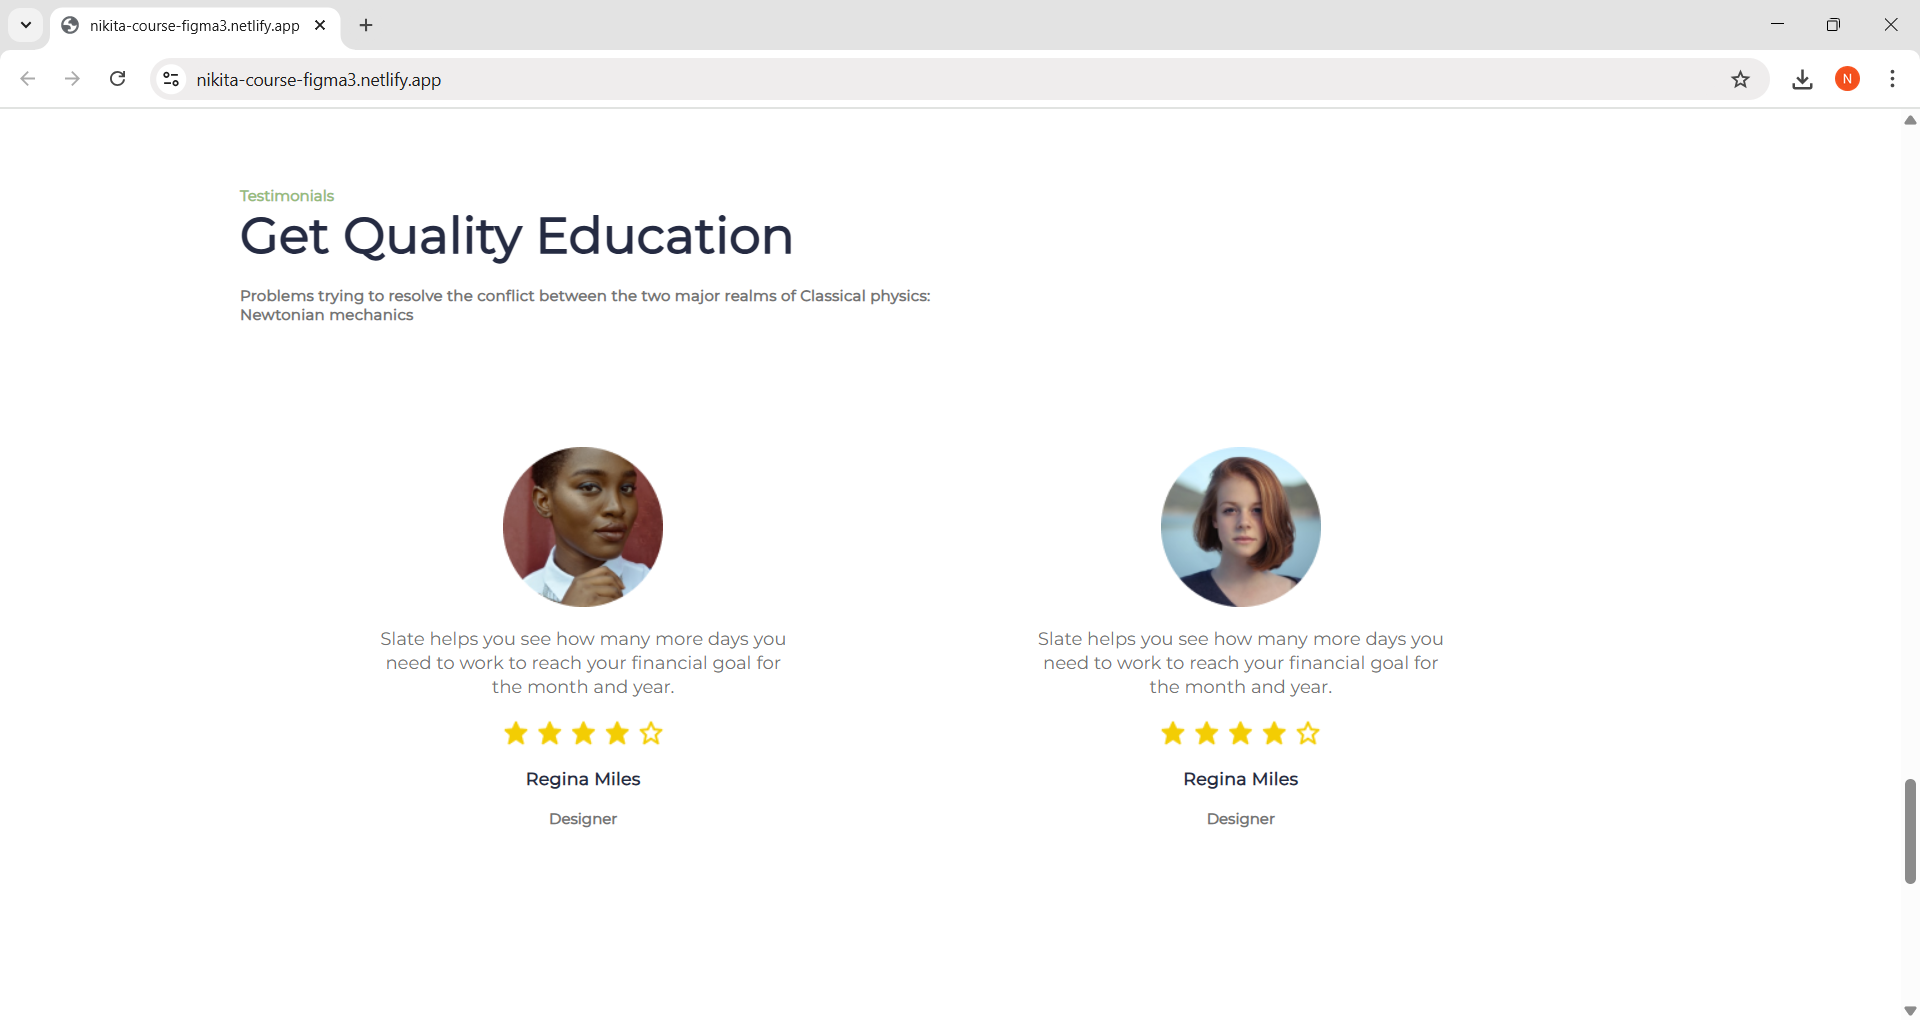 nikita-course-figma3.netlify.app
nikita-course-figma3.netlify.app
N
Testimonials
Get Quality Education
Problems trying to resolve the conflict between the two major realms of Classical physics:
Newtonian mechanics
Slate helps you see how many more days you
need to work to reach your financial goal for
the month and year.
Regina Miles
Designer
Slate helps you see how many more days you
need to work to reach your financial goal for
the month and year.
Regina Miles
Designer